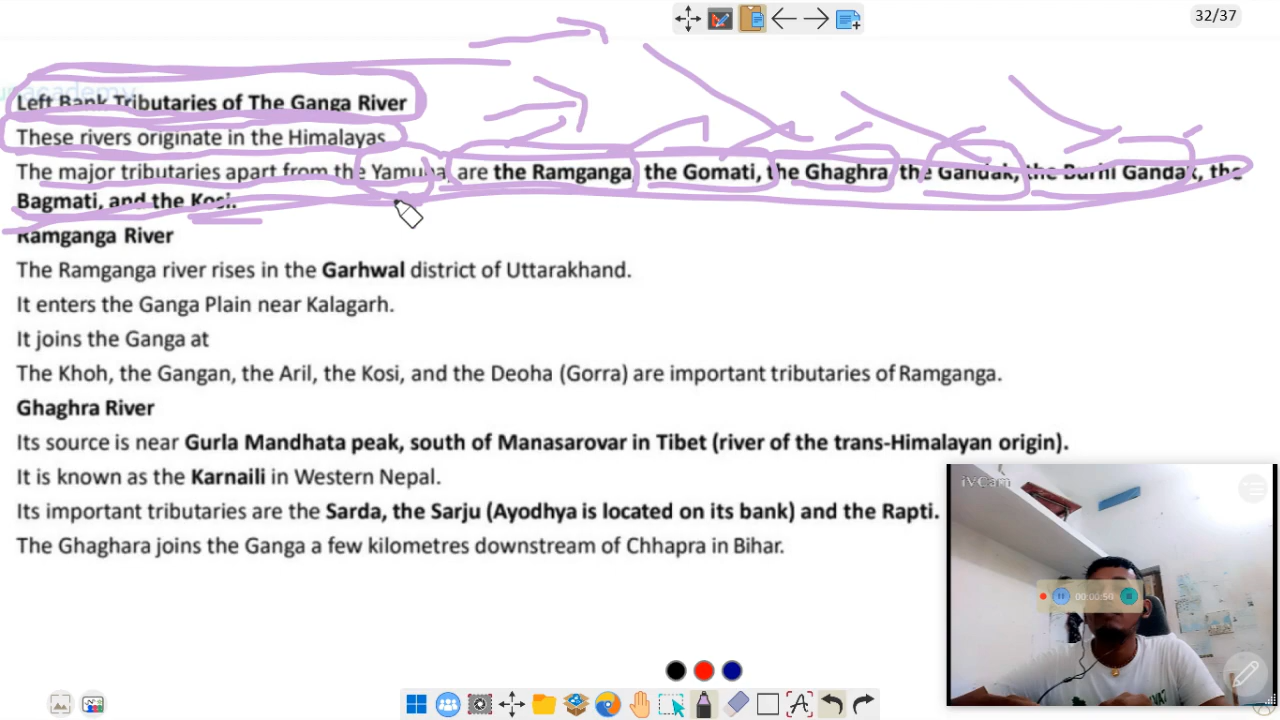 32/37
unacademy
Left Bank Tributaries of The Ganga River
These rivers originate in the Himalayas
The major tributaries apart from the Yamuna are the Ramganga the Gomati, the Ghaghra the Gandak, the Burhi Gandak, the
Bagmati, and the Kosi.
Ramganga River
The Ramganga river rises in the Garhwal district of Uttarakhand.
It enters the Ganga Plain near Kalagarh.
It joins the Ganga at
The Khoh, the Gangan, the Aril, the Kosi, and the Deoha (Gorra) are important tributaries of Ramganga.
Ghaghra River
Its source is near Gurla Mandhata peak, south of Manasarovar in Tibet (river of the trans-Himalayan origin).
It is known as the Karnaili in Western Nepal.
iVCam
Its important tributaries are the Sarda, the Sarju (Ayodhya is located on its bank) and the Rapti.
The Ghaghara joins the Ganga a few kilometres downstream of Chhapra in Bihar.
00:00:50